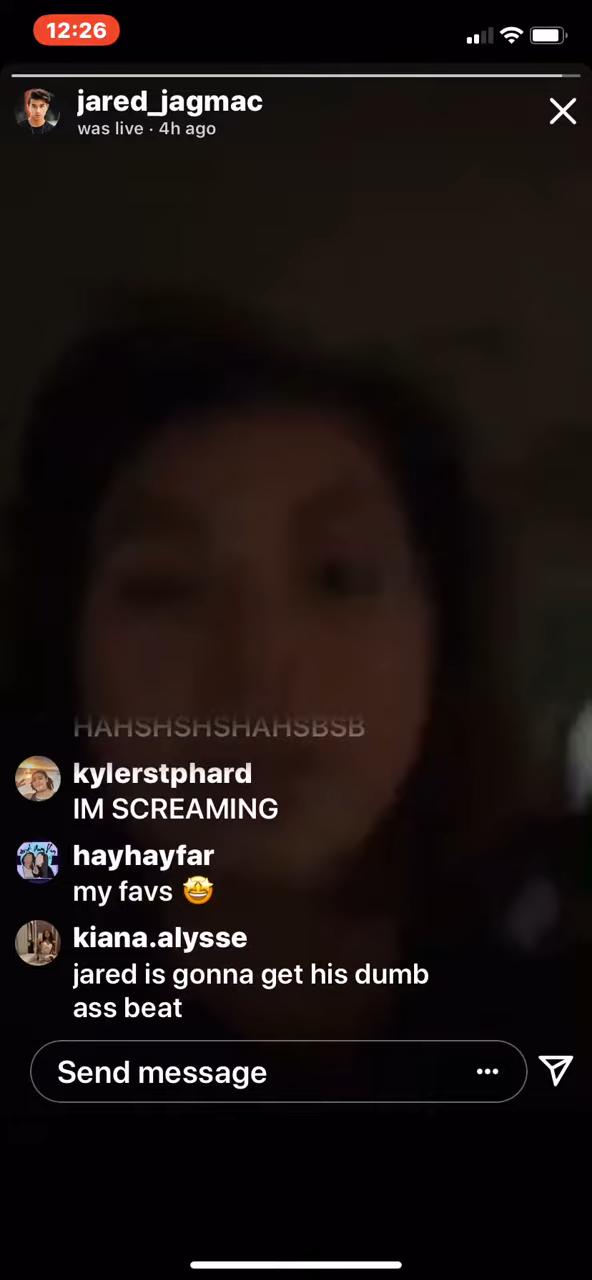 12:26
jared_jagmac
was live · 4h ago
HAHSHSHSHAHSBSB
kylerstphard
IM SCREAMING
hayhayfar
my favs 🤩
kiana.alysse
jared is gonna get his dumb
ass beat
Send message